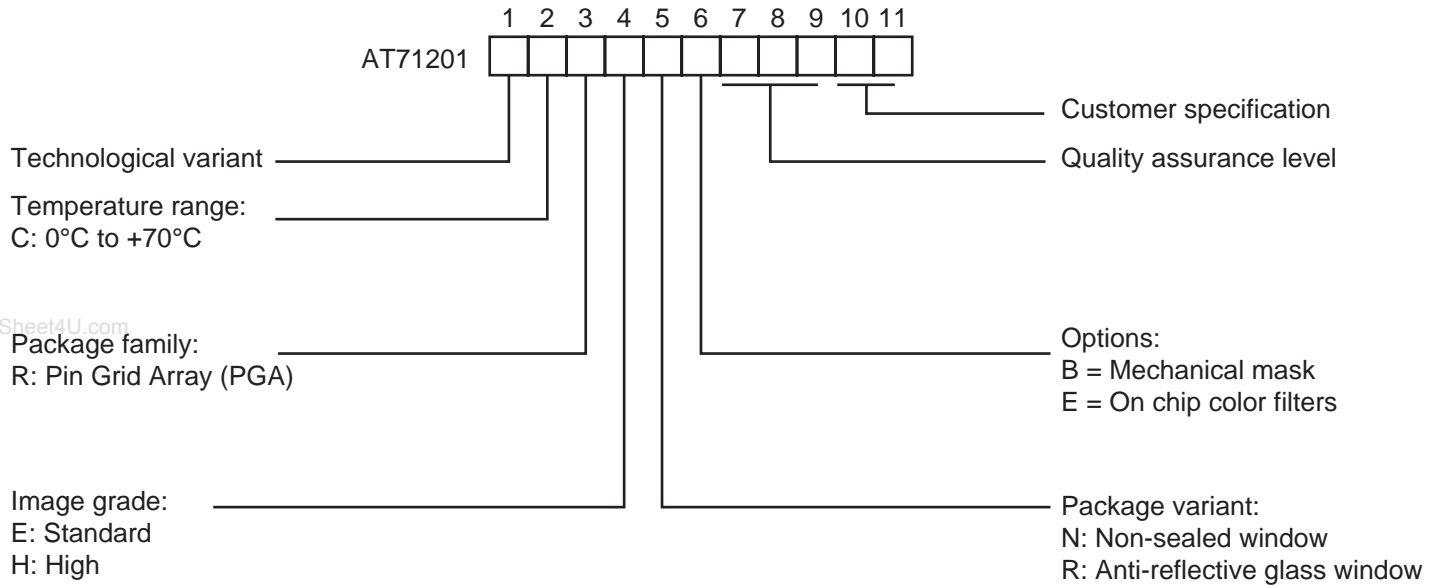 1 2 3 4 5 6 7 8 9 10 11
AT71201
Customer specification
Technological variant
Quality assurance level
Temperature range:
C: 0°C to +70°C
Sheet4U.com
Package family:
R: Pin Grid Array (PGA)
Options:
B = Mechanical mask
E = On chip color filters
Image grade:
E: Standard
H: High
Package variant:
N: Non-sealed window
R: Anti-reflective glass window